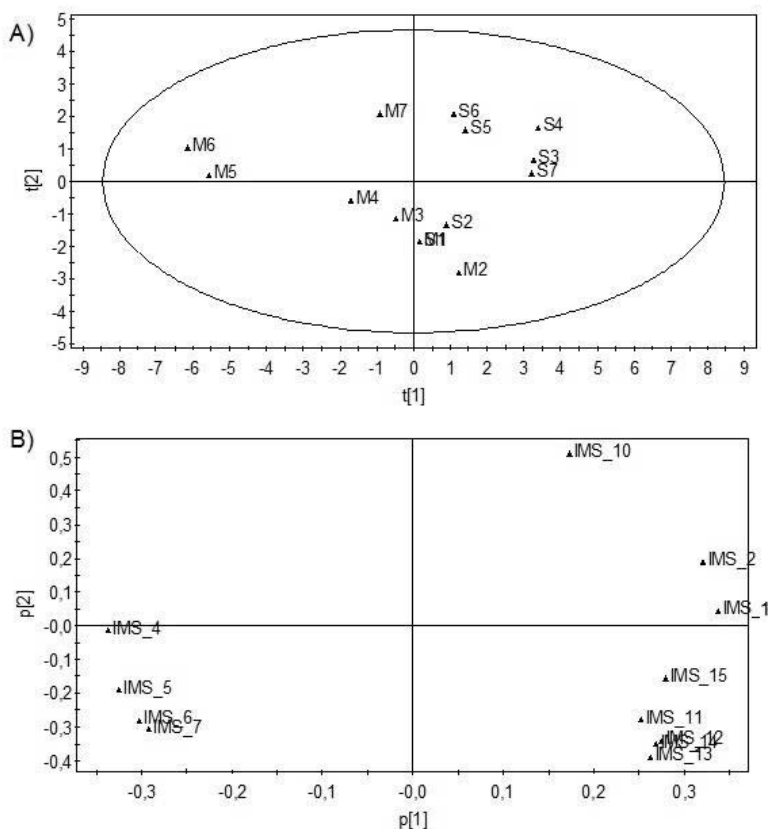 A)
5
4
3
2
1
0
-1
-2
-3
-4
-5
t[2]
M7
S6
S5
S4
M6
S3
M5
S7
M4
M3
S2
M2
-9 -8 -7 -6 -5 -4 -3 -2 -1 0 1 2 3 4 5 6 7 8 9
t[1]
B)
0,5
0,4
0,3
0,2
0,1
-0,0
-0,1
-0,2
-0,3
-0,4
p[2]
IMS_10
IMS_2
IMS_1
IMS_4
IMS_15
IMS_5
IMS_11
IMS_6
IMS_7
IMS_12
IMS_14
IMS_13
-0,3 -0,2 -0,1 -0,0 0,1 0,2 0,3
p[1]